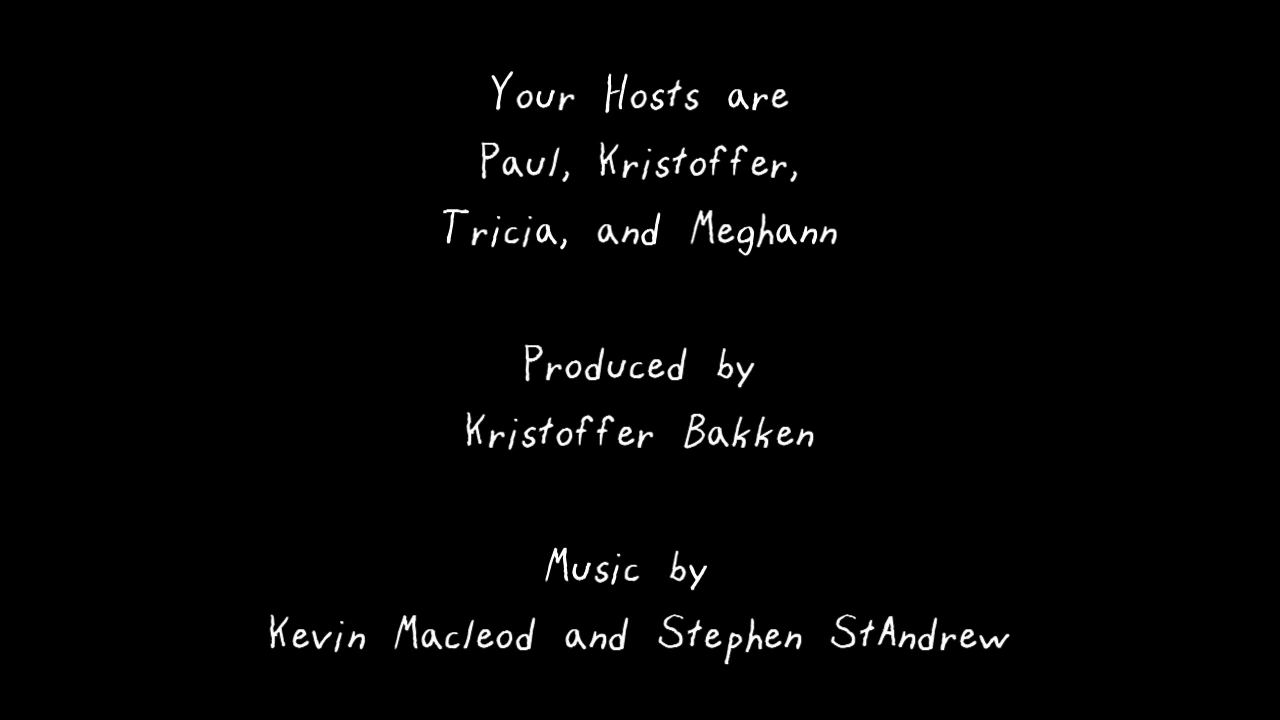 Your Hosts are
Paul, Kristoffer,
Tricia, and Meghann
Produced by
Kristoffer Bakken
Music by
Kevin Macleod and Stephen StAndrew